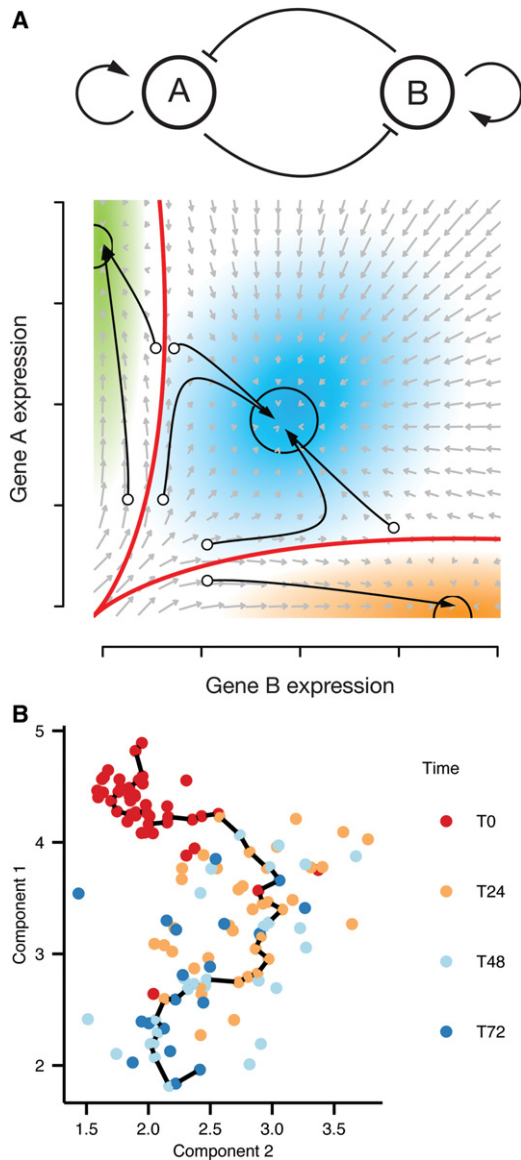 A
A B
Gene A expression
Gene B expression
B
5
4
3
2
Component 1
1.5 2.0 2.5 3.0 3.5
Component 2
Time
T0
T24
T48
T72